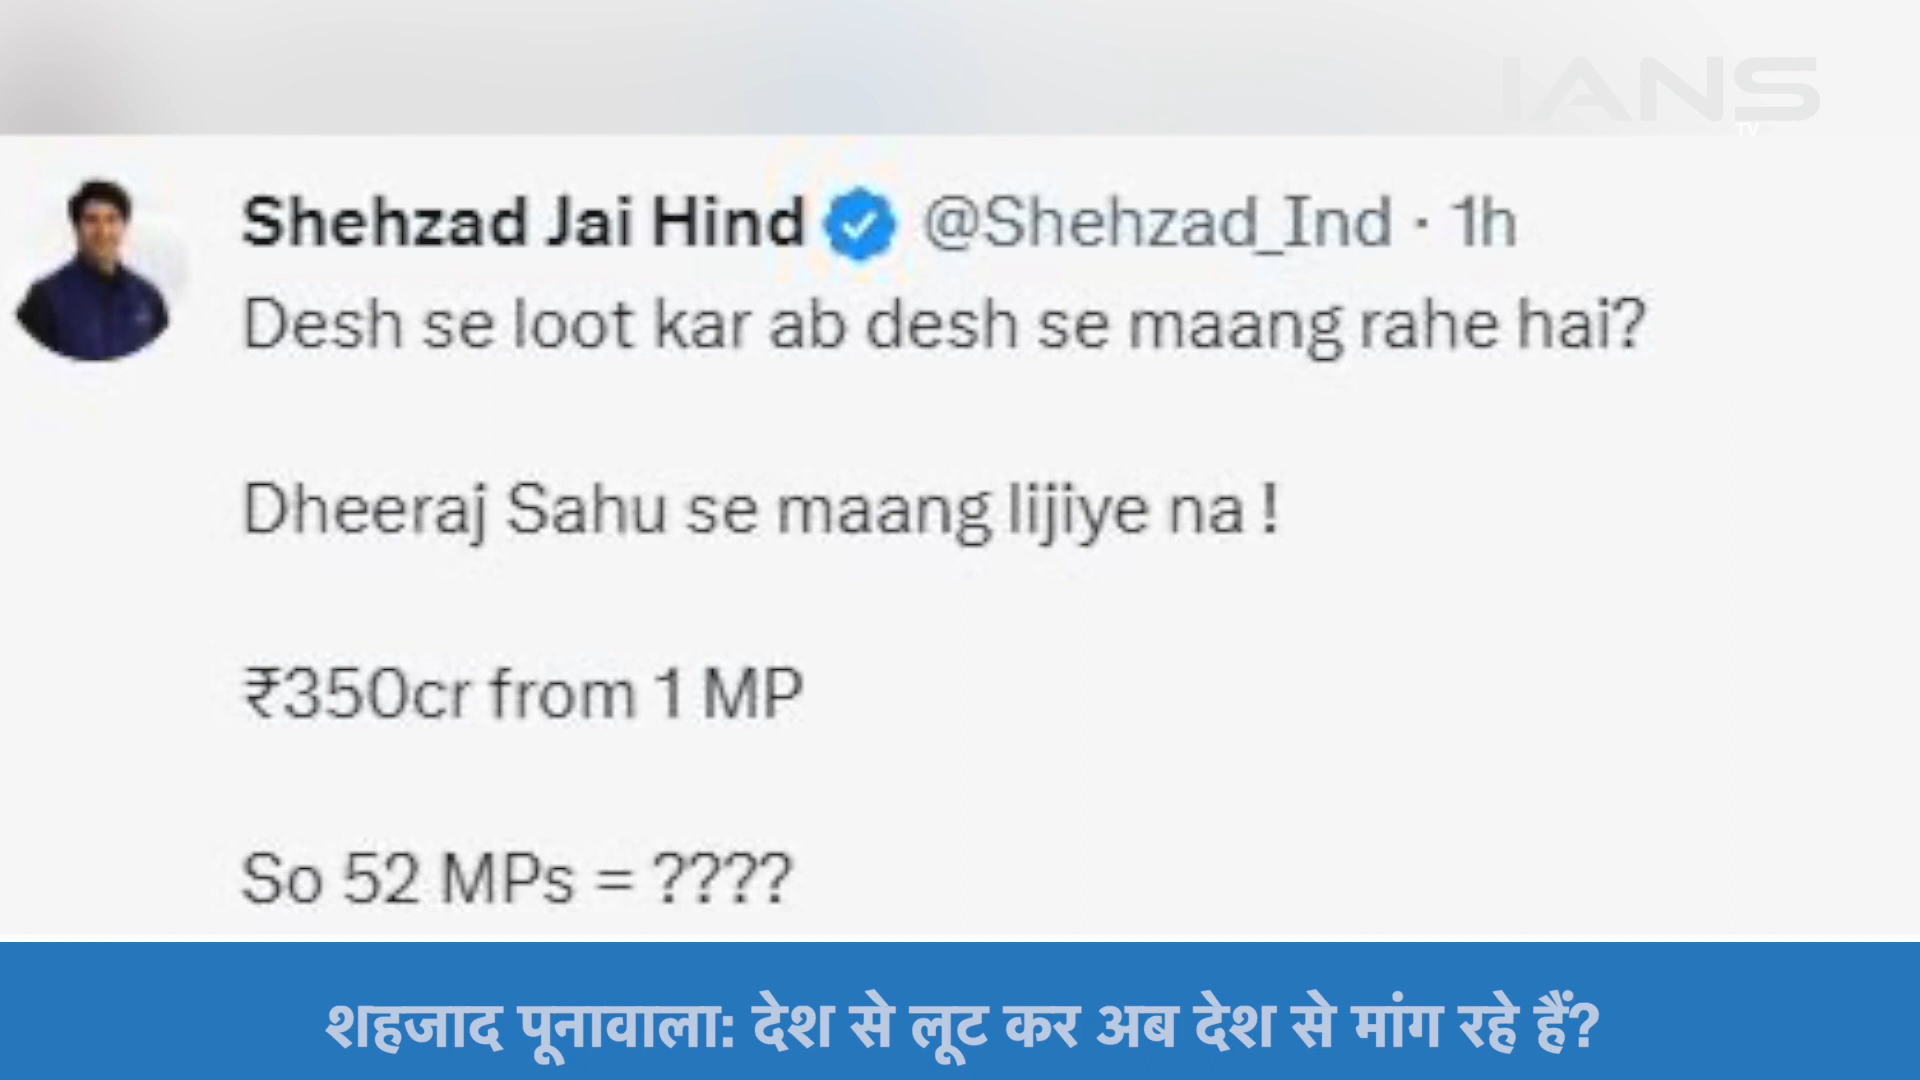 IANS
TV
Shehzad Jai Hind @Shehzad_Ind · 1h
Desh se loot kar ab desh se maang rahe hai?
Dheeraj Sahu se maang lijiye na !
₹350cr from 1 MP
So 52 MPs = ????
शहजाद पूनावाला: देश से लूट कर अब देश से मांग रहे हैं?